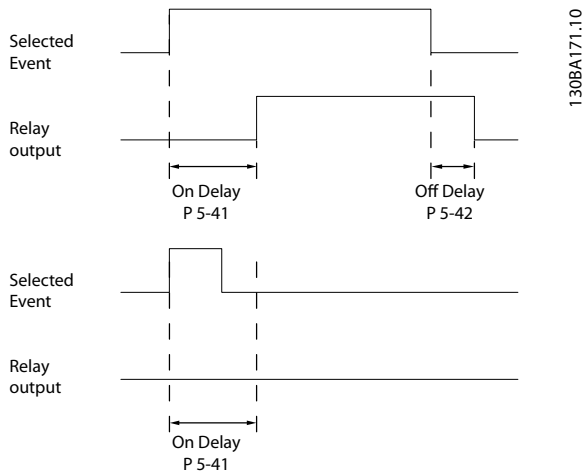 Selected
Event
Relay
output
On Delay
P 5-41
Off Delay
P 5-42
Selected
Event
Relay
output
On Delay
P 5-41
130BA171.10